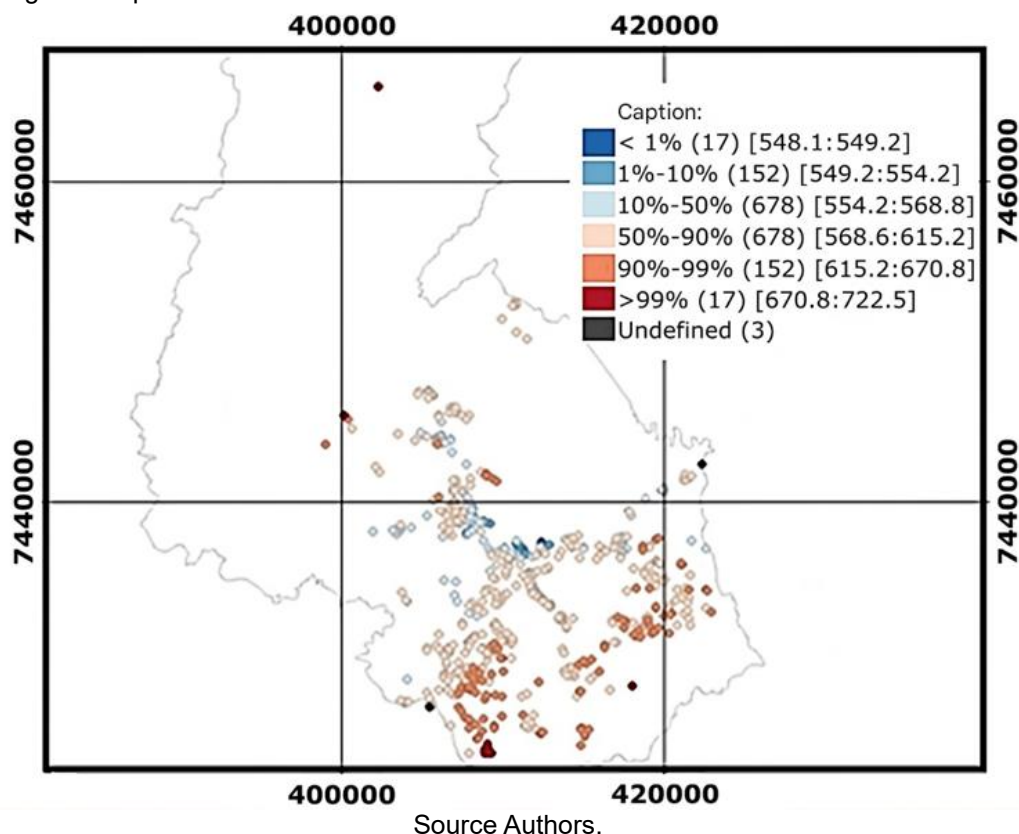 400000 420000
Caption:
< 1% (17) [548.1:549.2]
1%-10% (152) [549.2:554.2]
10%-50% (678) [554.2:568.8]
50%-90% (678) [568.6:615.2]
90%-99% (152) [615.2:670.8]
>99% (17) [670.8:722.5]
Undefined (3)
7460000
7460000
7440000
7440000
400000 420000
Source Authors.